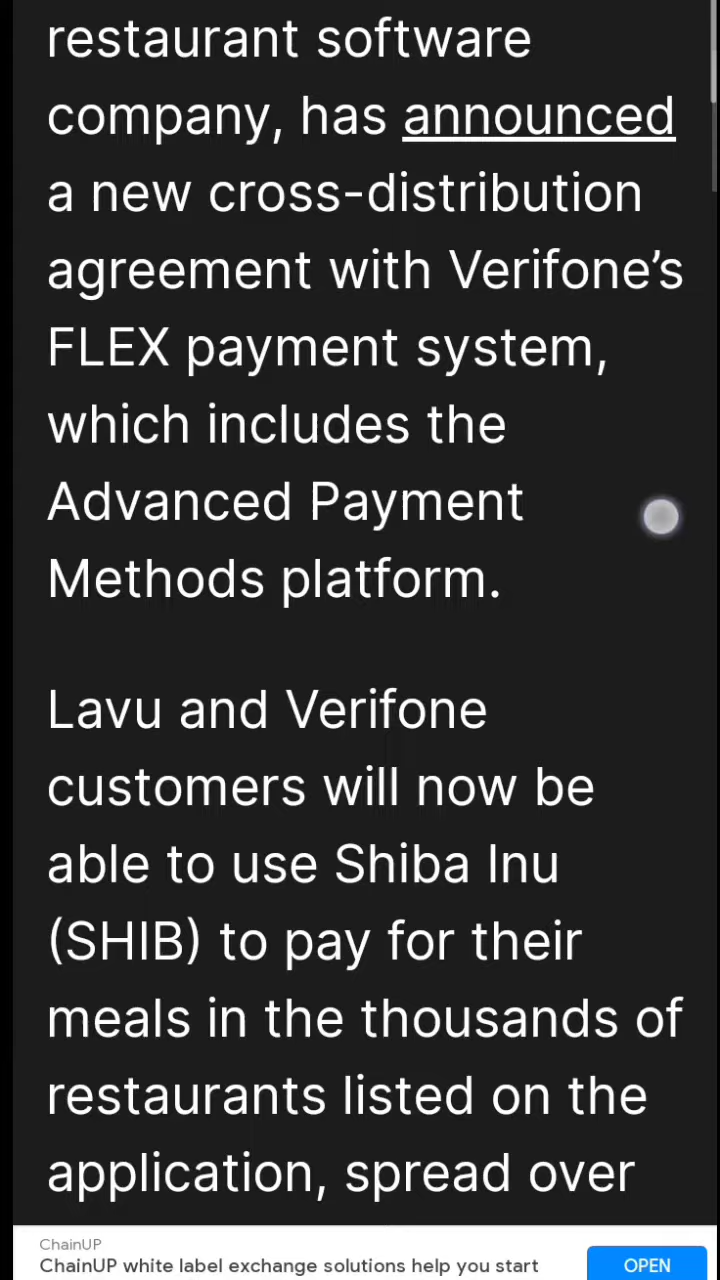 restaurant software
company, has announced
a new cross-distribution
agreement with Verifone’s
FLEX payment system,
which includes the
Advanced Payment
Methods platform.
Lavu and Verifone
customers will now be
able to use Shiba Inu
(SHIB) to pay for their
meals in the thousands of
restaurants listed on the
application, spread over
ChainUP
ChainUP white label exchange solutions help you start
OPEN